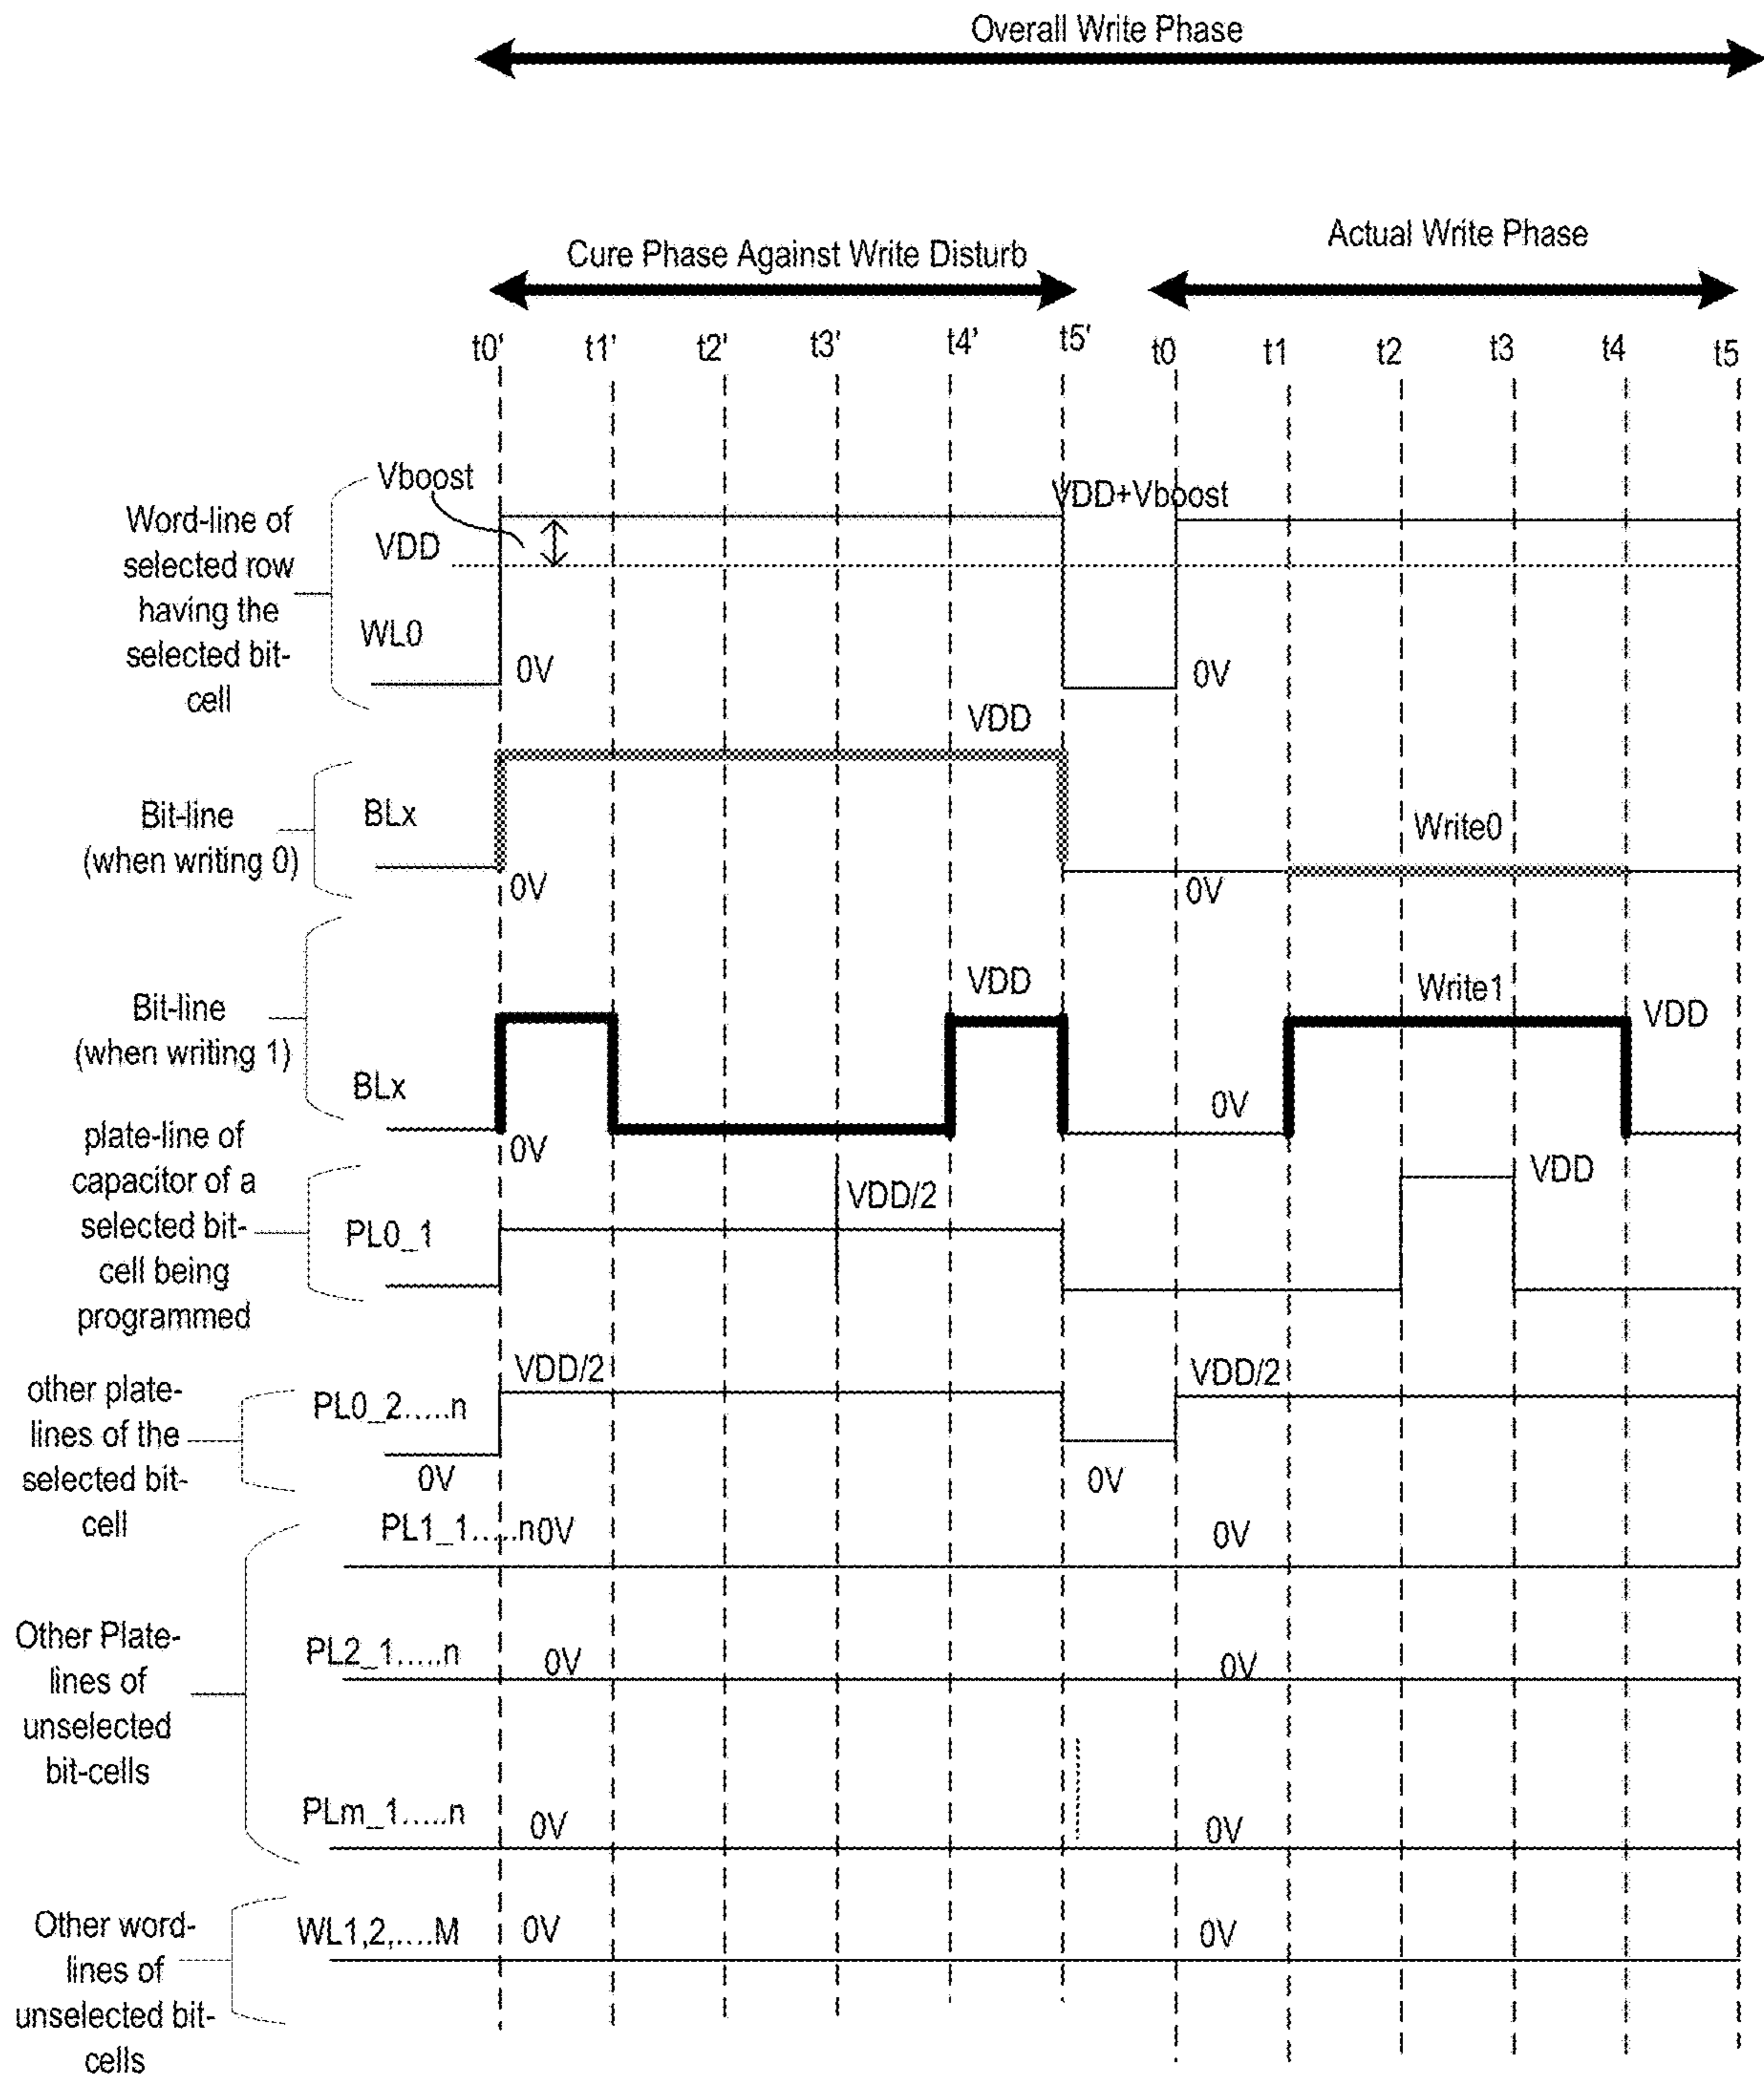 Overall Write Phase
Cure Phase Against Write Disturb
Actual Write Phase
t0' t1' t2' t3' t4' t5' t0 t1 t2 t3 t4 t5
Word-line of
selected row
having the
selected bit-
cell
Vboost
VDD
WL0
0V
VDD+Vboost
0V
Bit-line
(when writing 0)
BLx
0V
VDD
0V
Write0
Bit-line
(when writing 1)
BLx
0V
VDD
0V
Write1
VDD
plate-line of
capacitor of a
selected bit-
cell being
programmed
PL0_1
VDD/2
VDD
other plate-
lines of the
selected bit-
cell
PL0_2.....n
0V
VDD/2
0V
VDD/2
Other Plate-
lines of
unselected
bit-cells
PL1_1.....n 0V
0V
PL2_1.....n
0V
0V
PLm_1.....n
0V
0V
Other word-
lines of
unselected bit-
cells
WL1,2,....M
0V
0V